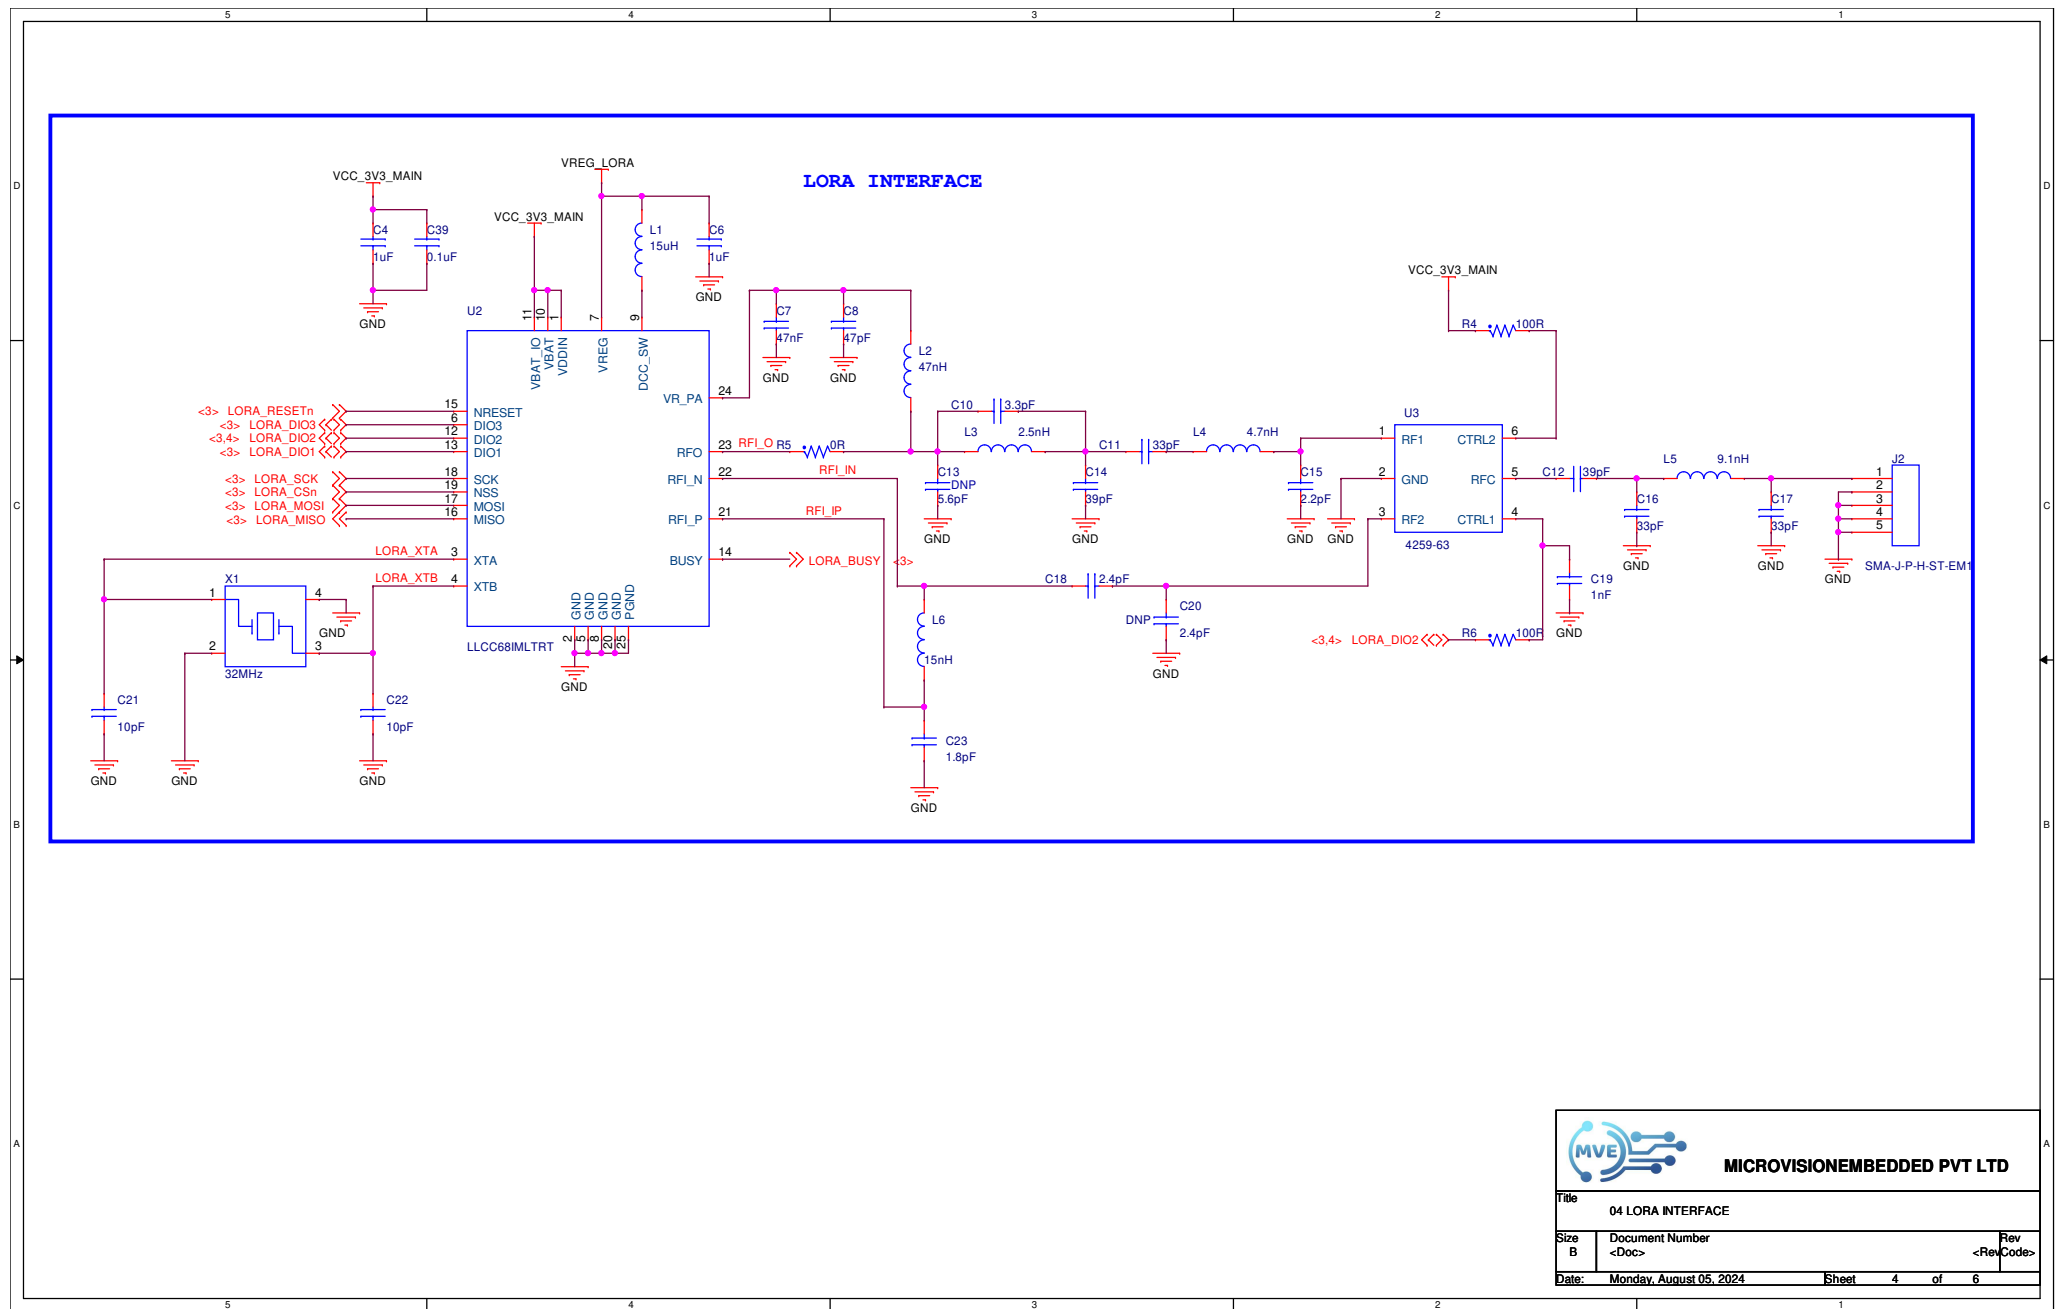 5 4 3 2 1
D D
C C
B B
A A
LORA INTERFACE
VCC_3V3_MAIN
C4
1uF
C39
0.1uF
GND
VREG_LORA
VCC_3V3_MAIN
L1
15uH
C6
1uF
GND
U2
11 10 1 7 9
VBAT_IO
VBAT
VDDIN
VREG
DCC_SW
C7
47nF
GND
C8
47pF
GND
L2
47nH
VR_PA 24
<3> LORA_RESETn 15 NRESET
<3> LORA_DIO3 6 DIO3
<3,4> LORA_DIO2 12 DIO2
<3> LORA_DIO1 13 DIO1
<3> LORA_SCK 18 SCK
<3> LORA_CSn 19 NSS
<3> LORA_MOSI 17 MOSI
<3> LORA_MISO 16 MISO
LORA_XTA 3 XTA
LORA_XTB 4 XTB
RFO 23 RFI_O R5 0R
RFI_N 22 RFI_IN
RFI_P 21 RFI_IP
BUSY 14 LORA_BUSY <3>
GND
GND
GND
GND
PGND
2 5 8 20 25
GND
LLCC68IMLTRT
X1
1 4
2 3
GND
32MHz
C21
10pF
GND
GND
C22
10pF
GND
C10 3.3pF
L3 2.5nH
C13
DNP
5.6pF
GND
C14
39pF
GND
C11 33pF
L4 4.7nH
C15
2.2pF
GND
GND
C18 2.4pF
L6
15nH
C23
1.8pF
GND
C20
DNP
2.4pF
GND
VCC_3V3_MAIN
R4 100R
U3
1 RF1 CTRL2 6
2 GND RFC 5
3 RF2 CTRL1 4
4259-63
C12 39pF
L5 9.1nH
C16
33pF
GND
C17
33pF
GND
J2
1
2
3
4
5
GND
SMA-J-P-H-ST-EM1
C19
1nF
GND
<3,4> LORA_DIO2 R6 100R
MVE
MICROVISIONEMBEDDED PVT LTD
Title
04 LORA INTERFACE
Size Document Number Rev
B <Doc> <RevCode>
Date: Monday, August 05, 2024 Sheet 4 of 6
5 4 3 2 1